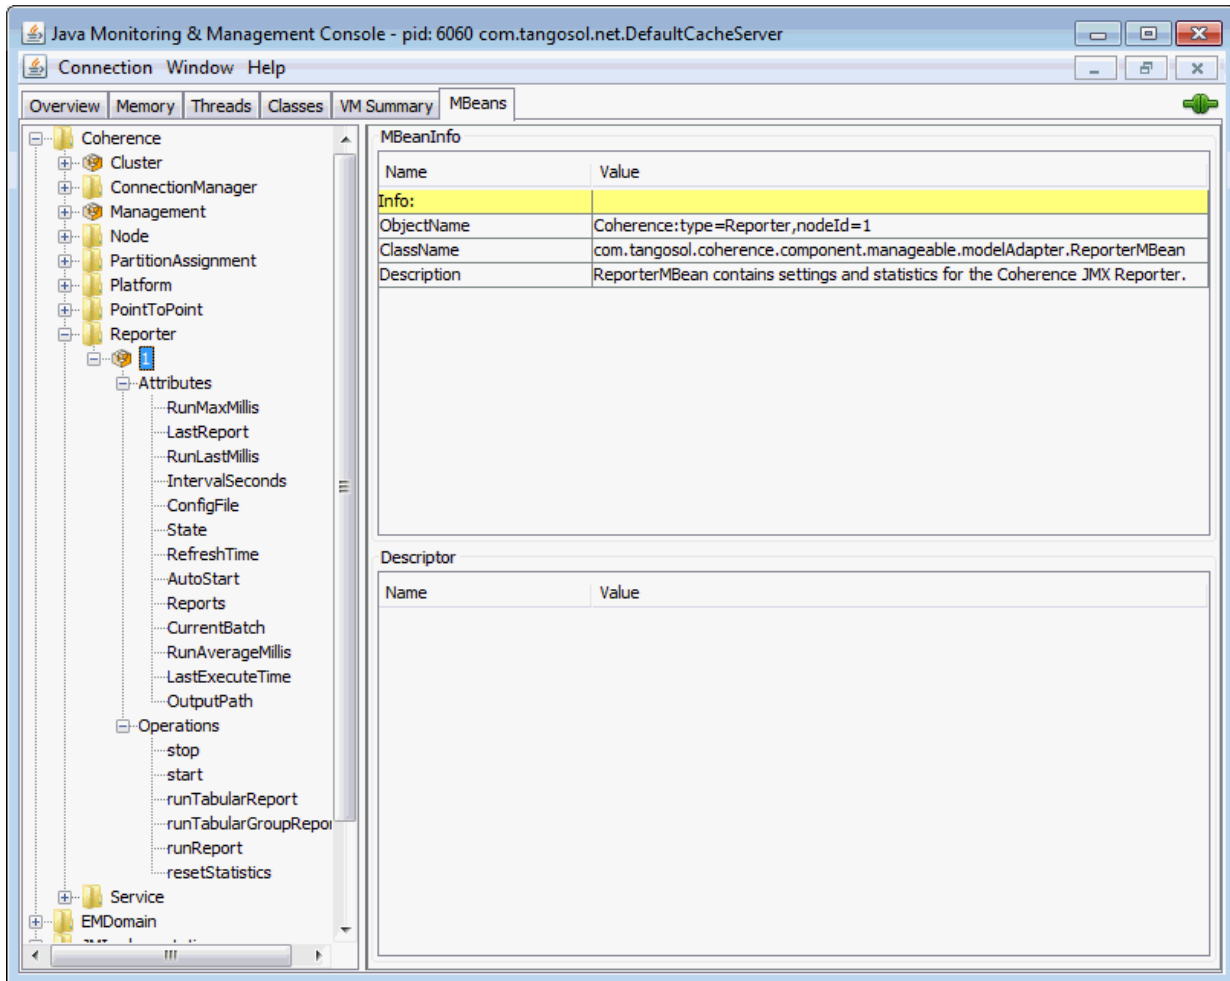 Java Monitoring & Management Console - pid: 6060 com.tangosol.net.DefaultCacheServer
Connection Window Help
Overview Memory Threads Classes VM Summary MBeans
Coherence
Cluster
ConnectionManager
Management
Node
PartitionAssignment
Platform
PointToPoint
Reporter
1
Attributes
RunMaxMillis
LastReport
RunLastMillis
IntervalSeconds
ConfigFile
State
RefreshTime
AutoStart
Reports
CurrentBatch
RunAverageMillis
LastExecuteTime
OutputPath
Operations
stop
start
runTabularReport
runTabularGroupRepor
runReport
resetStatistics
Service
EMDomain
MBeanInfo
Name Value
Info:
ObjectName Coherence:type=Reporter,nodeId=1
ClassName com.tangosol.coherence.component.manageable.modelAdapter.ReporterMBean
Description ReporterMBean contains settings and statistics for the Coherence JMX Reporter.
Descriptor
Name Value